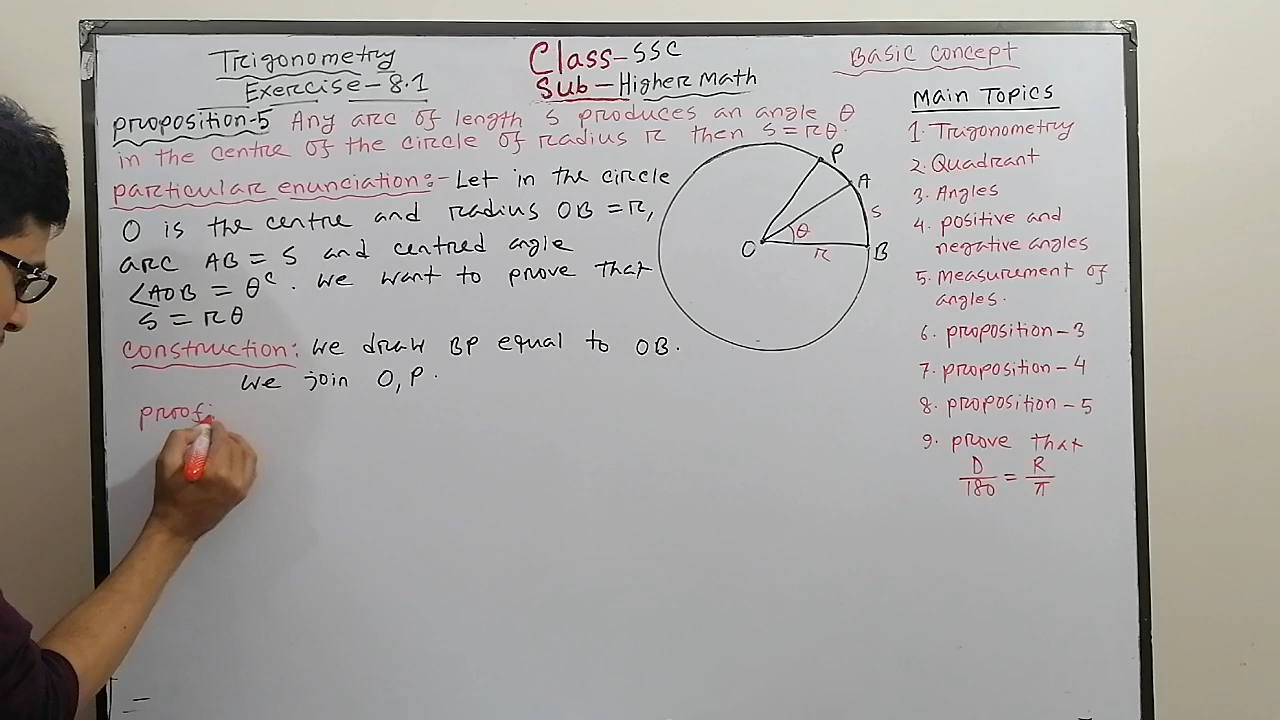 Trigonometry
Exercise-8.1
Class-SSC
Sub-Higher Math
Basic Concept
proposition-5 Any arc of length s produces an angle θ
in the centre of the circle of radius r then s=rθ.
particular enunciation:- Let in the circle
O is the centre and radius OB=r,
arc AB = s and centred angle
∠AOB = θᶜ. we want to prove that
s = rθ
Construction: we draw BP equal to OB.
we join O,P.
proof:
P
A
s
B
O
θ
r
Main Topics
1. Trigonometry
2. Quadrant
3. Angles
4. positive and
negative angles
5. Measurement of
angles.
6. proposition-3
7. proposition-4
8. proposition-5
9. prove that
D/180 = R/π